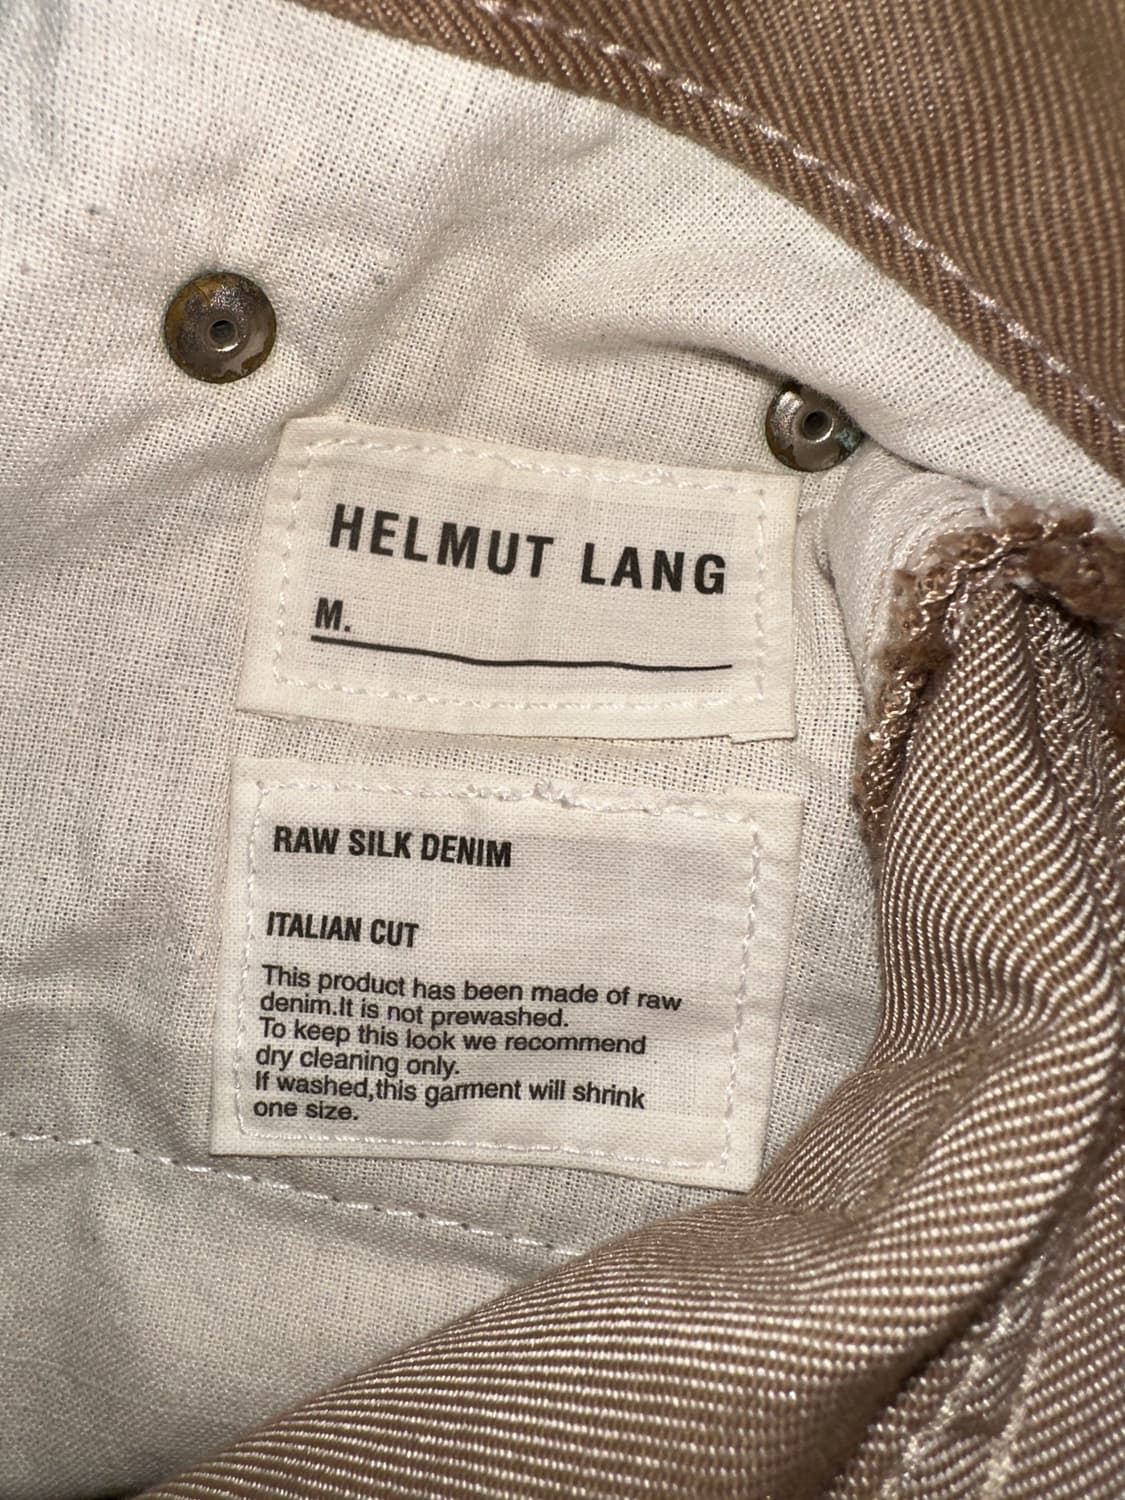 HELMUT LANG
M.
RAW SILK DENIM
ITALIAN CUT
This product has been made of raw
denim.It is not prewashed.
To keep this look we recommend
dry cleaning only.
If washed,this garment will shrink
one size.